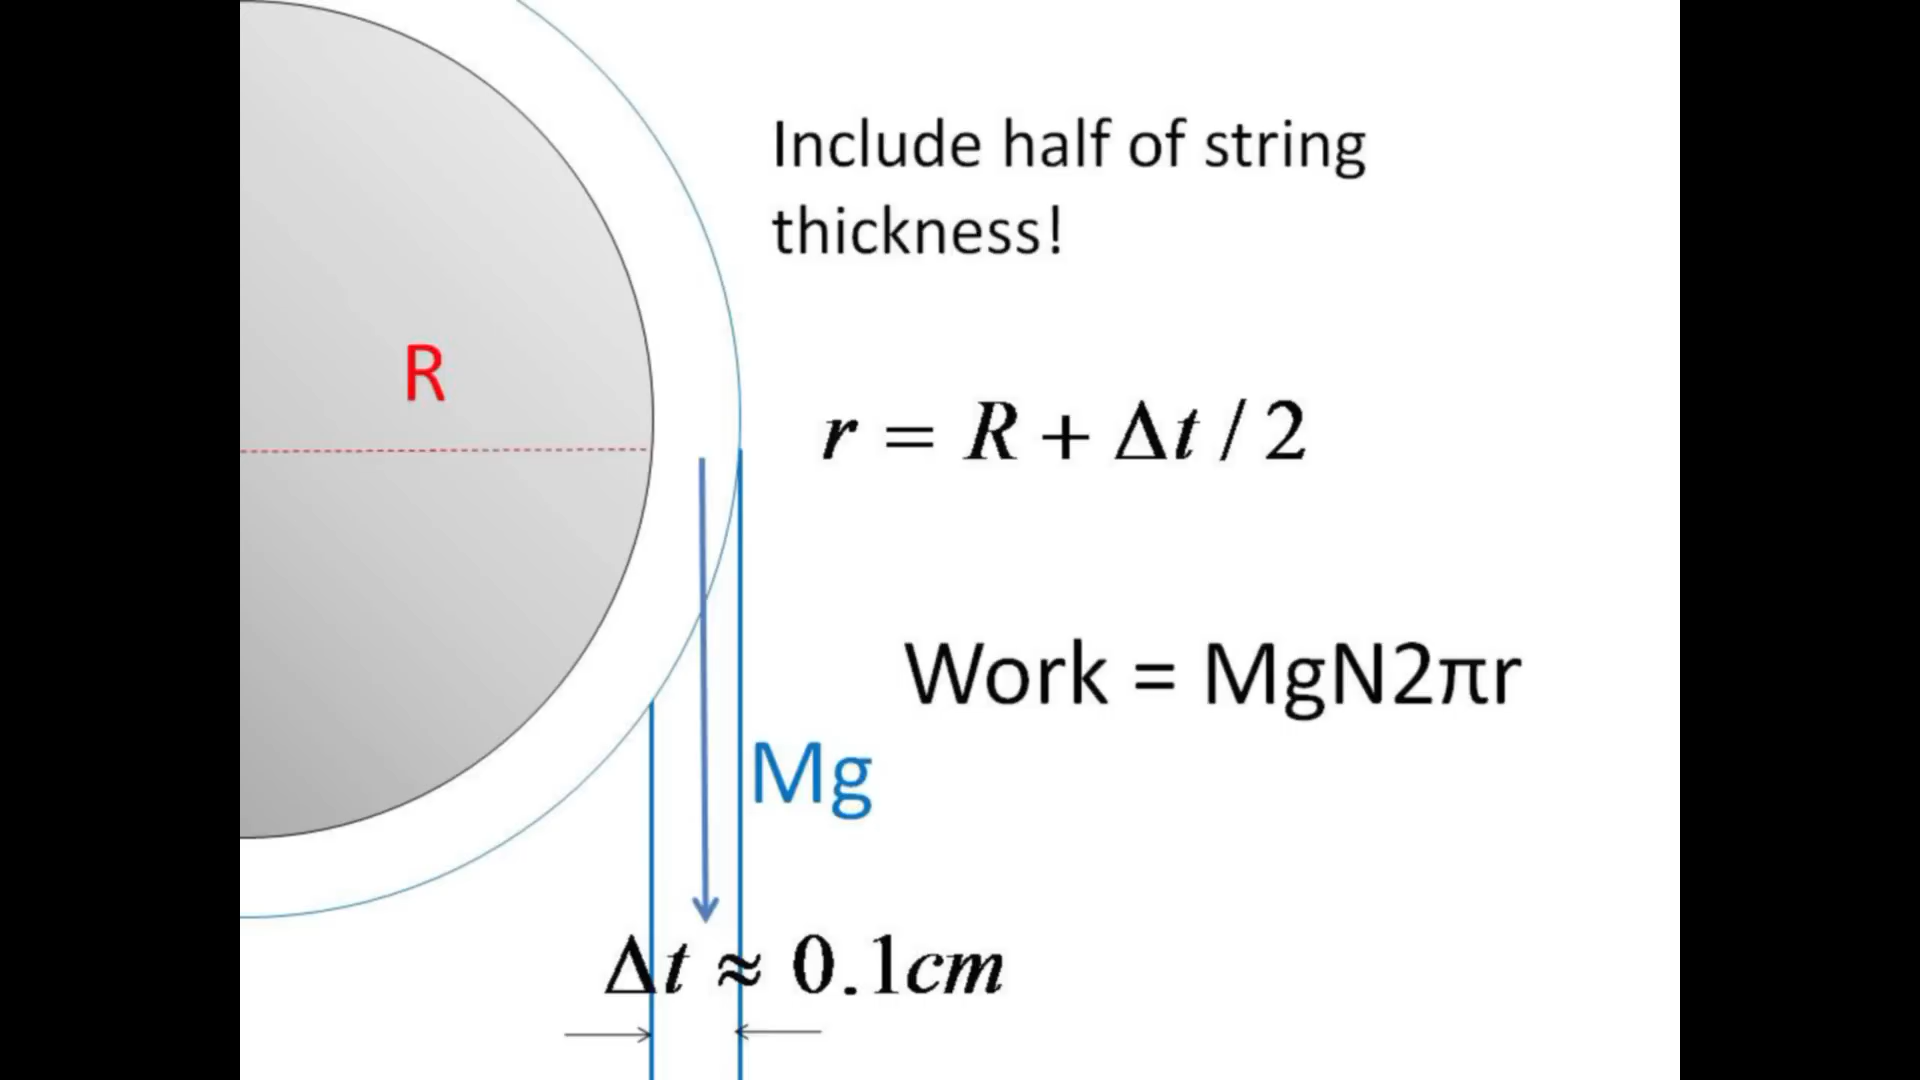 Include half of string
thickness!
R
r = R + Δt / 2
Work = MgN2πr
Mg
Δt ≈ 0.1cm